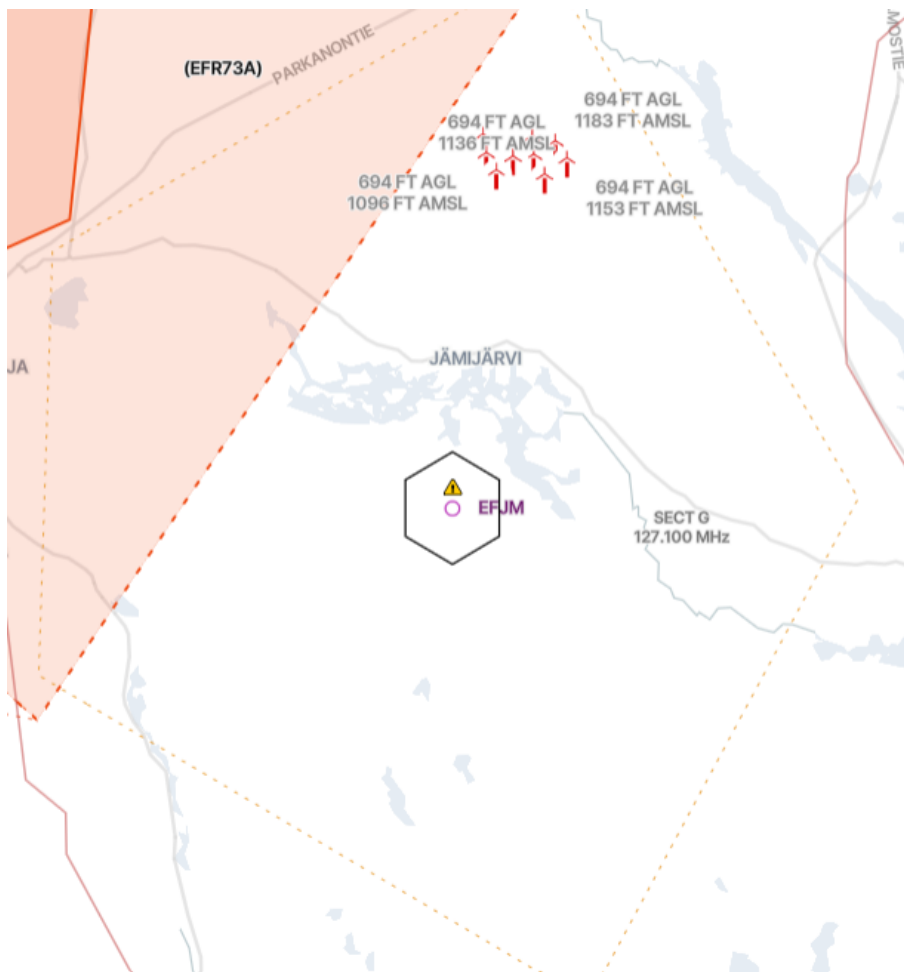 MOSTIE
PARKANONTIE
(EFR73A)
694 FT AGL
1183 FT AMSL
694 FT AGL
1136 FT AMSL
694 FT AGL
1096 FT AMSL
694 FT AGL
1153 FT AMSL
JÄMIJÄRVI
JA
EFJM
SECT G
127.100 MHz